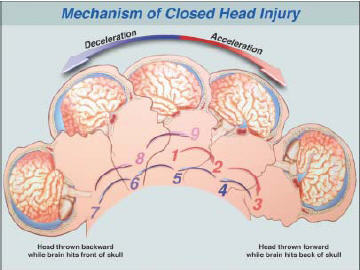 Mechanism of Closed Head Injury
Deceleration
Acceleration
9
8
1
2
7
6
5
4
3
Head thrown backward
while brain hits front of skull
Head thrown forward
while brain hits back of skull